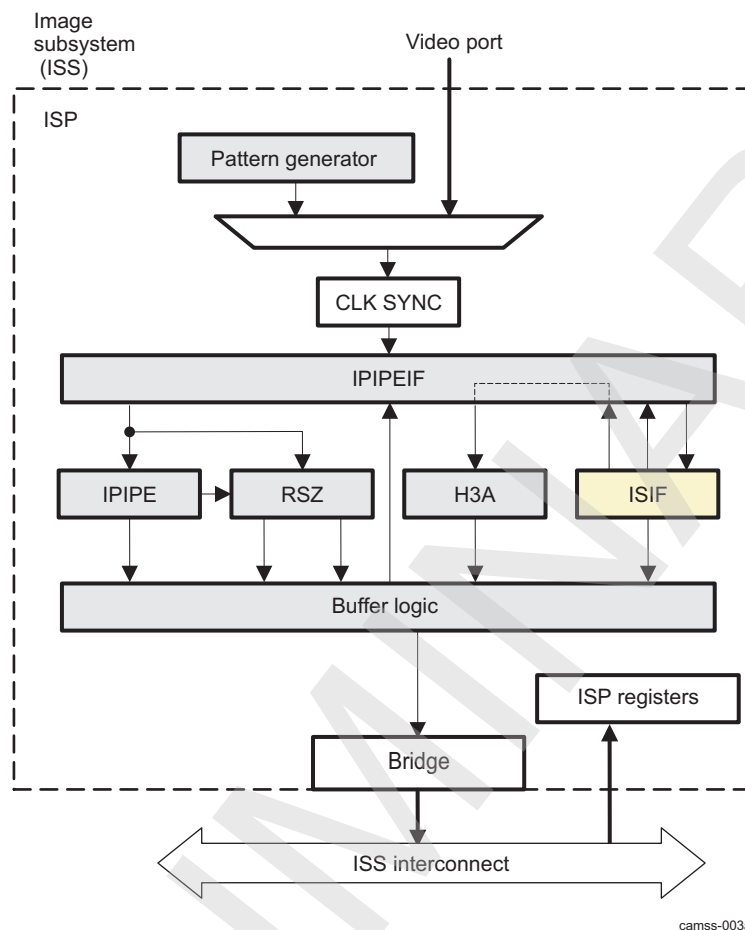 Image
subsystem
(ISS)
Video port
ISP
Pattern generator
CLK SYNC
IPIPEIF
IPIPE
RSZ
H3A
ISIF
Buffer logic
ISP registers
Bridge
ISS interconnect